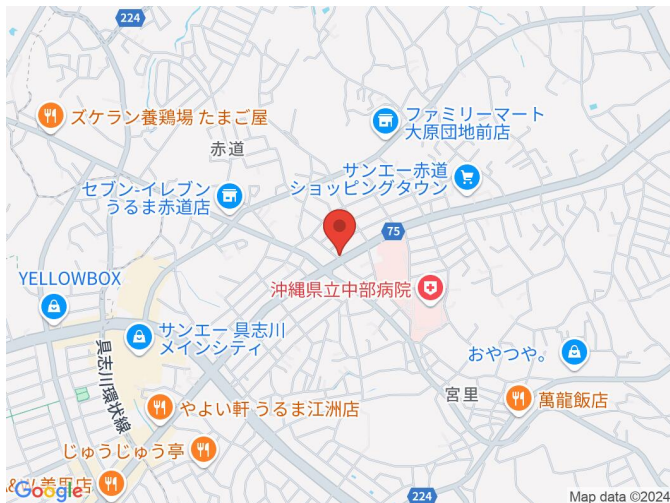 224
ズケラン養鶏場 たまご屋
ファミリーマート
大原団地前店
赤道
サンエー赤道
ショッピングタウン
セブン-イレブン
うるま赤道店
75
YELLOWBOX
沖縄県立中部病院
サンエー 具志川
メインシティ
おやつや。
具志川環状線
宮里
萬龍飯店
やよい軒 うるま江洲店
じゅうじゅう亭
美里店
224
Google
Map data ©2024